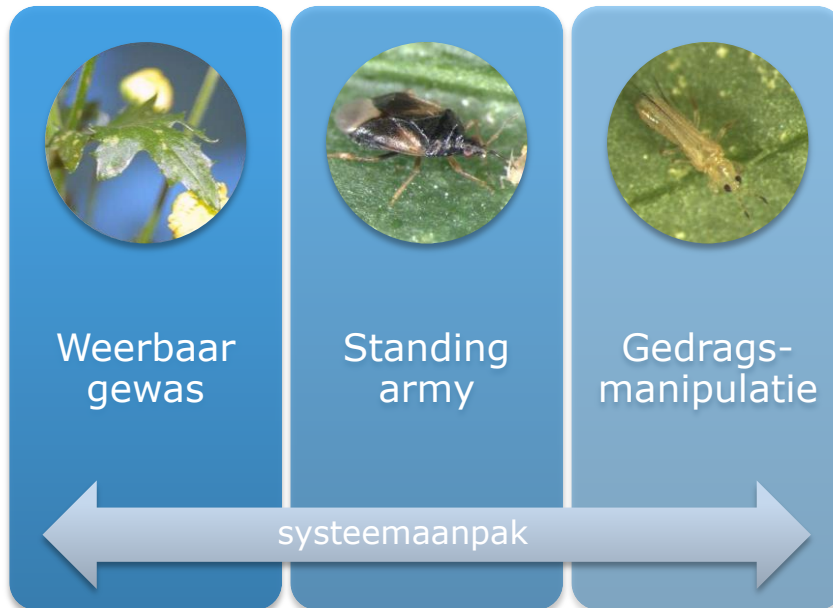 Weerbaar
gewas
Standing
army
Gedrags-
manipulatie
systeemaanpak